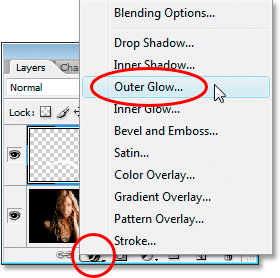 Blending Options...
Drop Shadow...
Inner Shadow...
Outer Glow...
Inner Glow...
Bevel and Emboss...
Satin...
Color Overlay...
Gradient Overlay...
Pattern Overlay...
Stroke...
Layers
Cha
Normal
Lock: